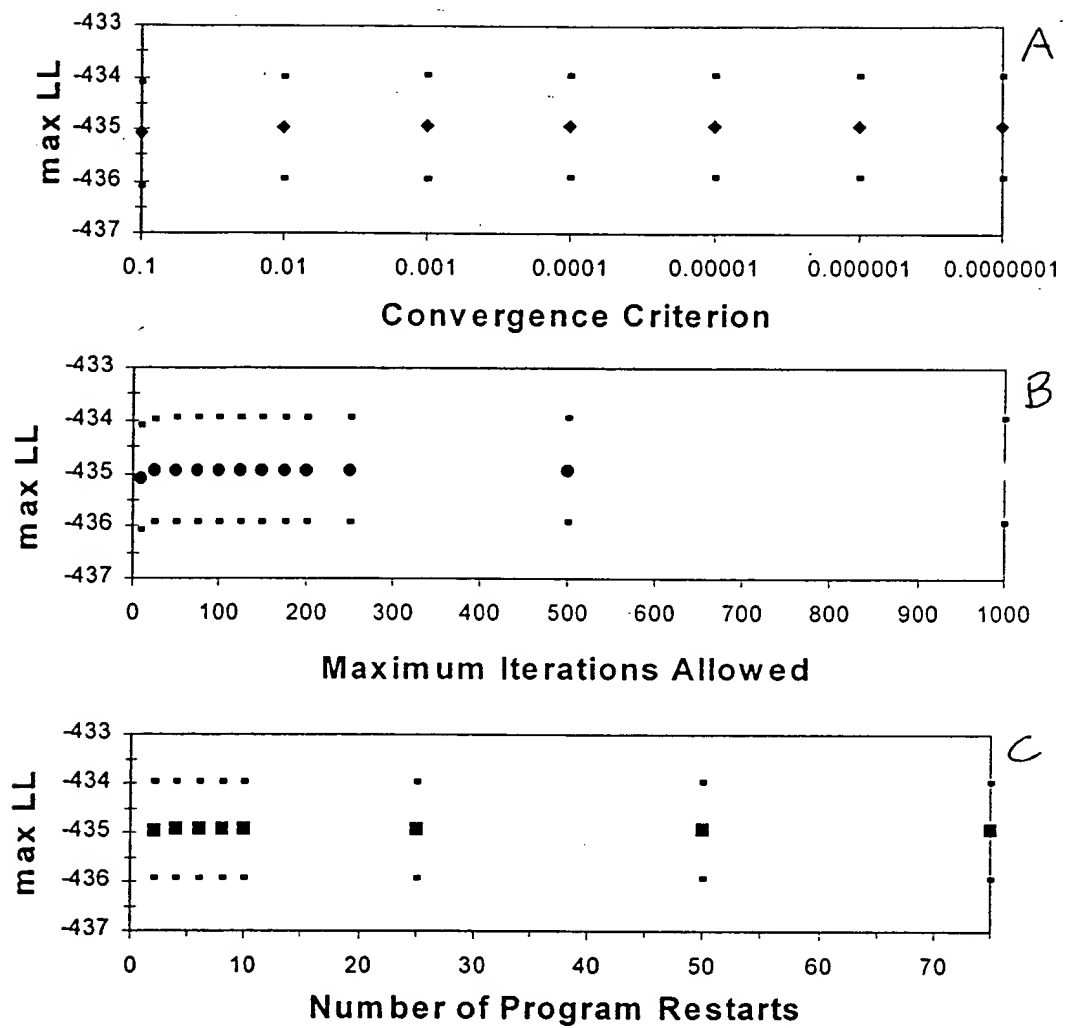 -433
A
-434
-435
-436
-437
max LL
0.1 0.01 0.001 0.0001 0.00001 0.000001 0.0000001
Convergence Criterion
-433
B
-434
-435
-436
-437
max LL
0 100 200 300 400 500 600 700 800 900 1000
Maximum Iterations Allowed
-433
C
-434
-435
-436
-437
max LL
0 10 20 30 40 50 60 70
Number of Program Restarts